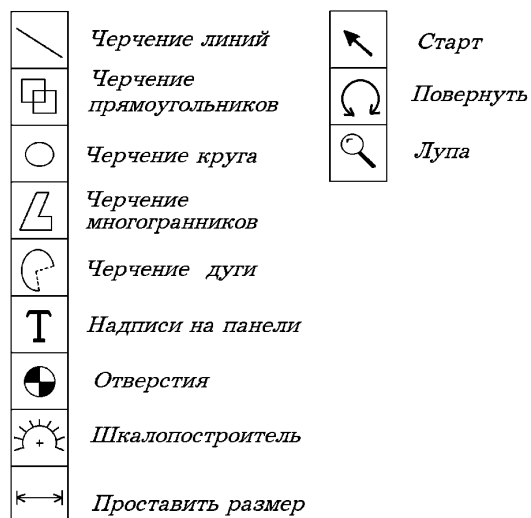 Черчение линий
Черчение
прямоугольников
Черчение круга
Черчение
многогранников
Черчение дуги
T
Надписи на панели
Отверстия
Шкалопостроитель
Проставить размер
Старт
Повернуть
Лупа